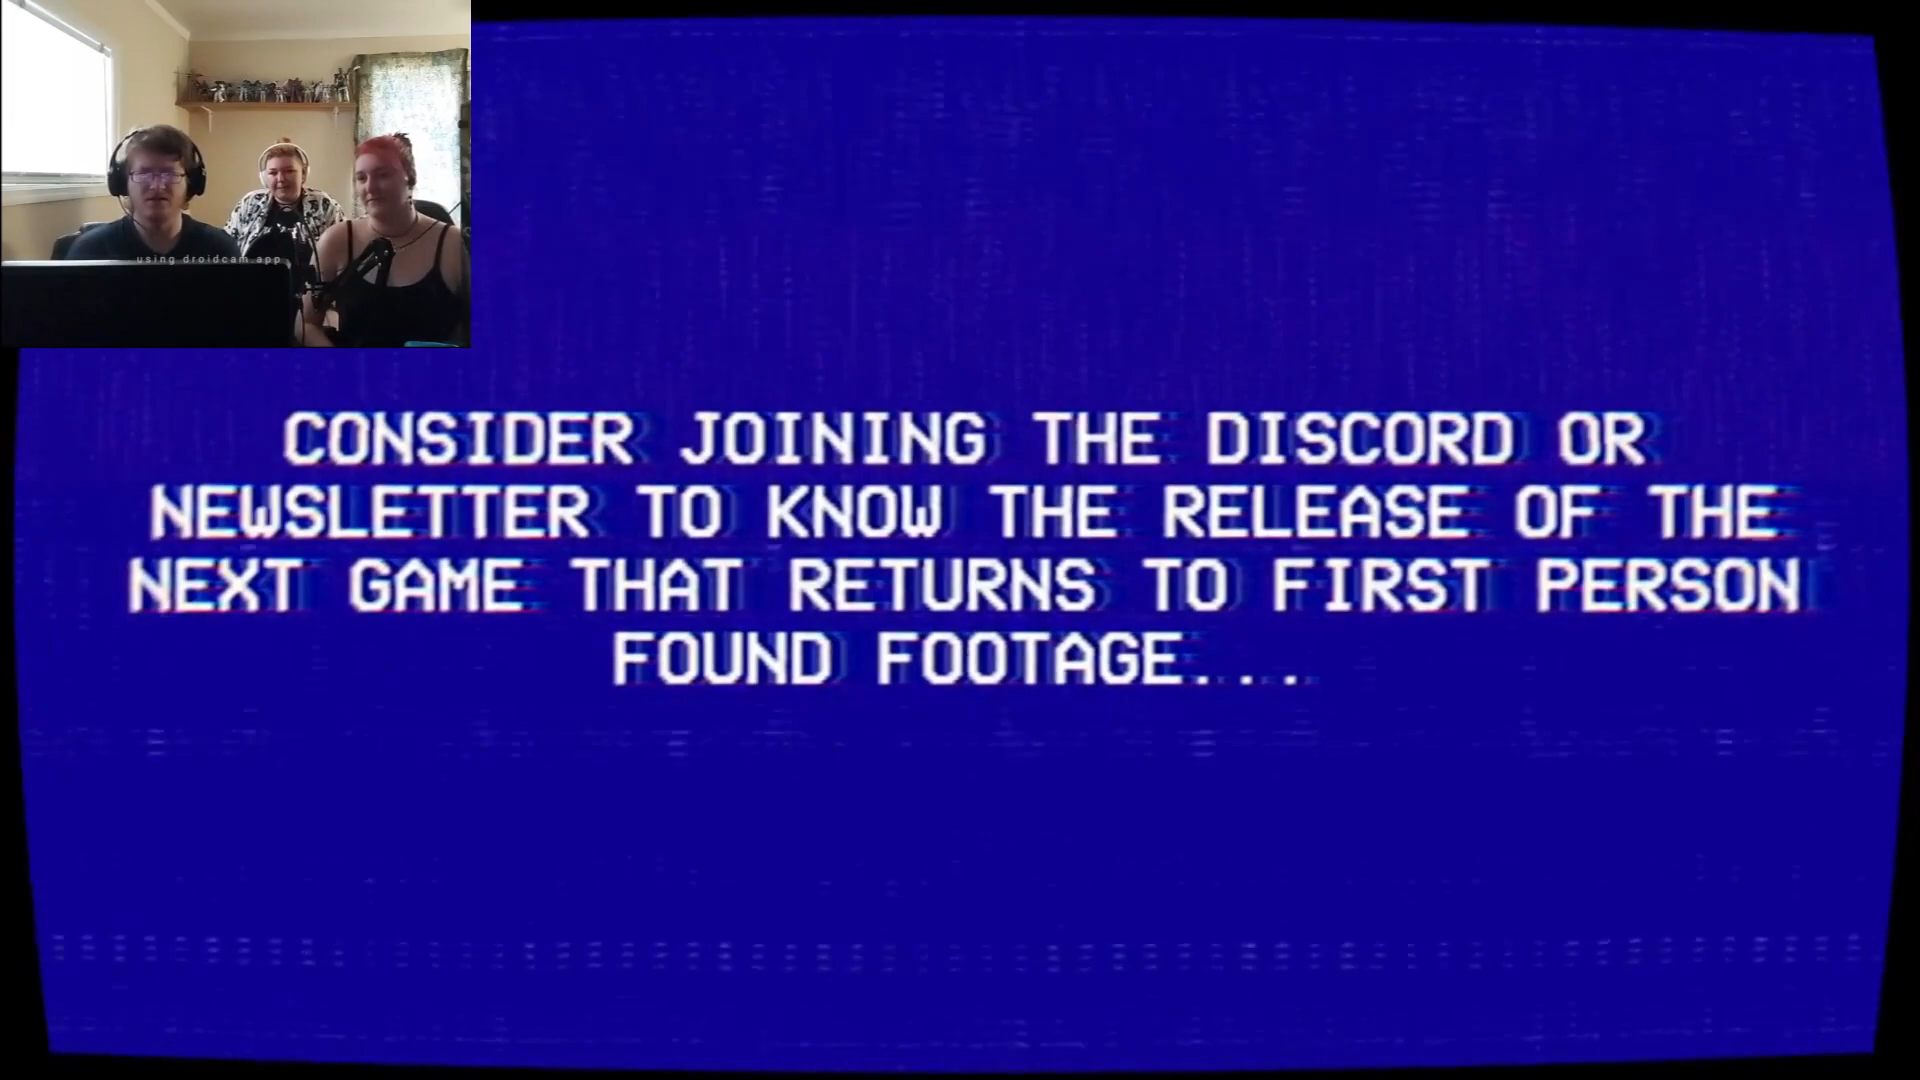 using droidcam.app
CONSIDER JOINING THE DISCORD OR
NEWSLETTER TO KNOW THE RELEASE OF THE
NEXT GAME THAT RETURNS TO FIRST PERSON
FOUND FOOTAGE...